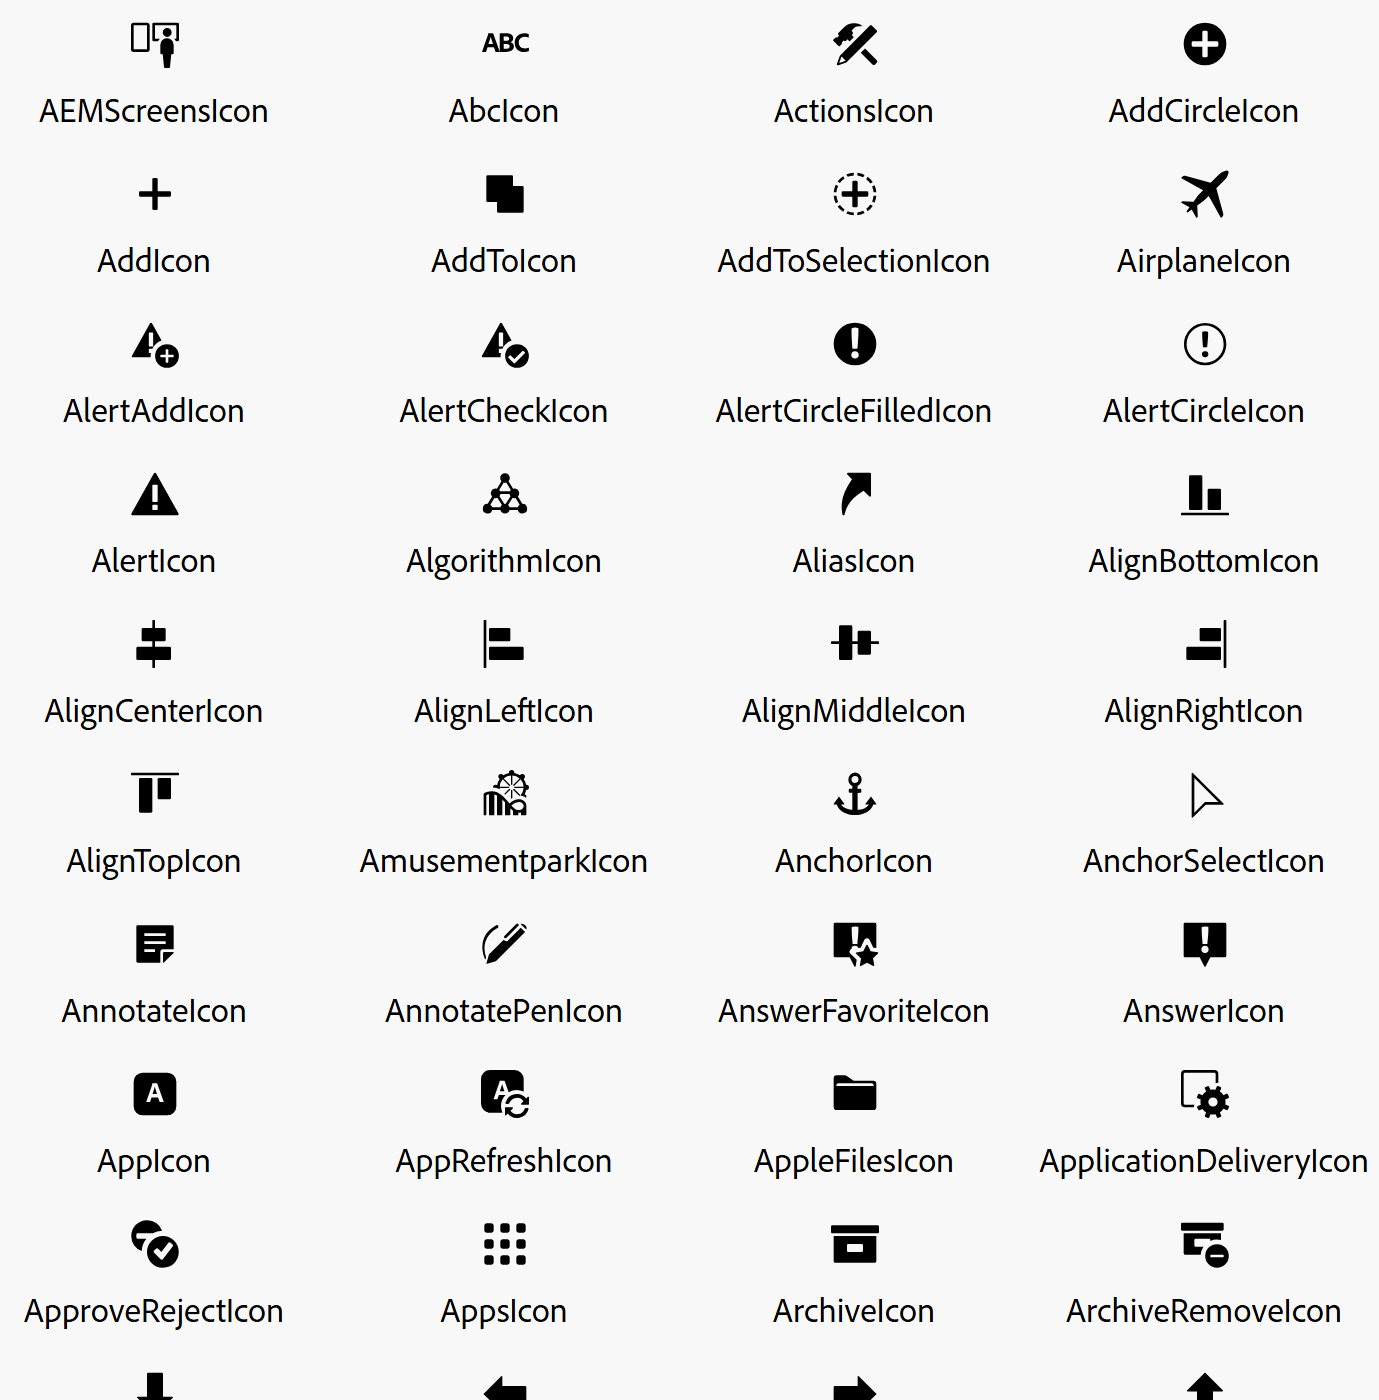 ABC
AEMScreensIcon AbcIcon ActionsIcon AddCircleIcon
AddIcon AddToIcon AddToSelectionIcon AirplaneIcon
AlertAddIcon AlertCheckIcon AlertCircleFilledIcon AlertCircleIcon
AlertIcon AlgorithmIcon AliasIcon AlignBottomIcon
AlignCenterIcon AlignLeftIcon AlignMiddleIcon AlignRightIcon
AlignTopIcon AmusementparkIcon AnchorIcon AnchorSelectIcon
AnnotateIcon AnnotatePenIcon AnswerFavoriteIcon AnswerIcon
A A
AppIcon AppRefreshIcon AppleFilesIcon ApplicationDeliveryIcon
ApproveRejectIcon AppsIcon ArchiveIcon ArchiveRemoveIcon